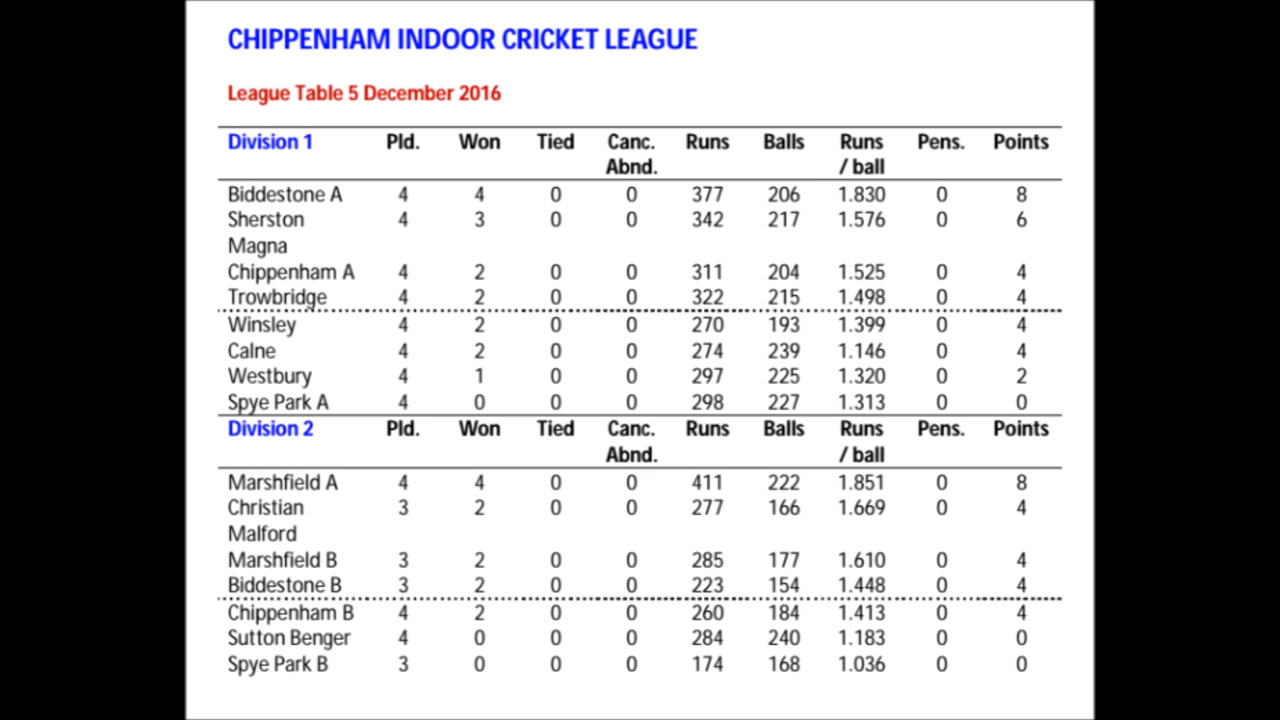 CHIPPENHAM INDOOR CRICKET LEAGUE
League Table 5 December 2016
Division 1 Pld. Won Tied Canc. Runs Balls Runs Pens. Points
Abnd. / ball
Biddestone A 4 4 0 0 377 206 1.830 0 8
Sherston 4 3 0 0 342 217 1.576 0 6
Magna
Chippenham A 4 2 0 0 311 204 1.525 0 4
Trowbridge 4 2 0 0 322 215 1.498 0 4
Winsley 4 2 0 0 270 193 1.399 0 4
Calne 4 2 0 0 274 239 1.146 0 4
Westbury 4 1 0 0 297 225 1.320 0 2
Spye Park A 4 0 0 0 298 227 1.313 0 0
Division 2 Pld. Won Tied Canc. Runs Balls Runs Pens. Points
Abnd. / ball
Marshfield A 4 4 0 0 411 222 1.851 0 8
Christian 3 2 0 0 277 166 1.669 0 4
Malford
Marshfield B 3 2 0 0 285 177 1.610 0 4
Biddestone B 3 2 0 0 223 154 1.448 0 4
Chippenham B 4 2 0 0 260 184 1.413 0 4
Sutton Benger 4 0 0 0 284 240 1.183 0 0
Spye Park B 3 0 0 0 174 168 1.036 0 0